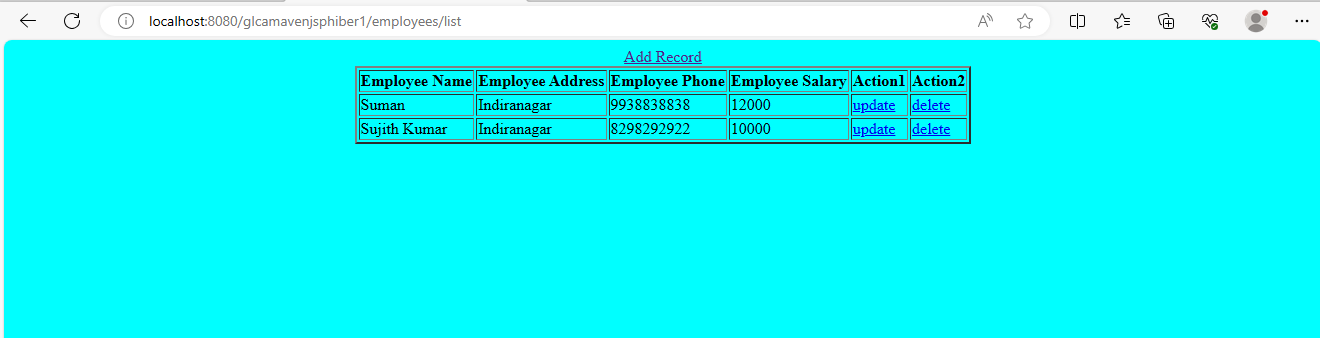 localhost:8080/glcamavenjsphiber1/employees/list
Add Record
Employee Name Employee Address Employee Phone Employee Salary Action1 Action2
Suman Indiranagar 9938838838 12000 update delete
Sujith Kumar Indiranagar 8298292922 10000 update delete